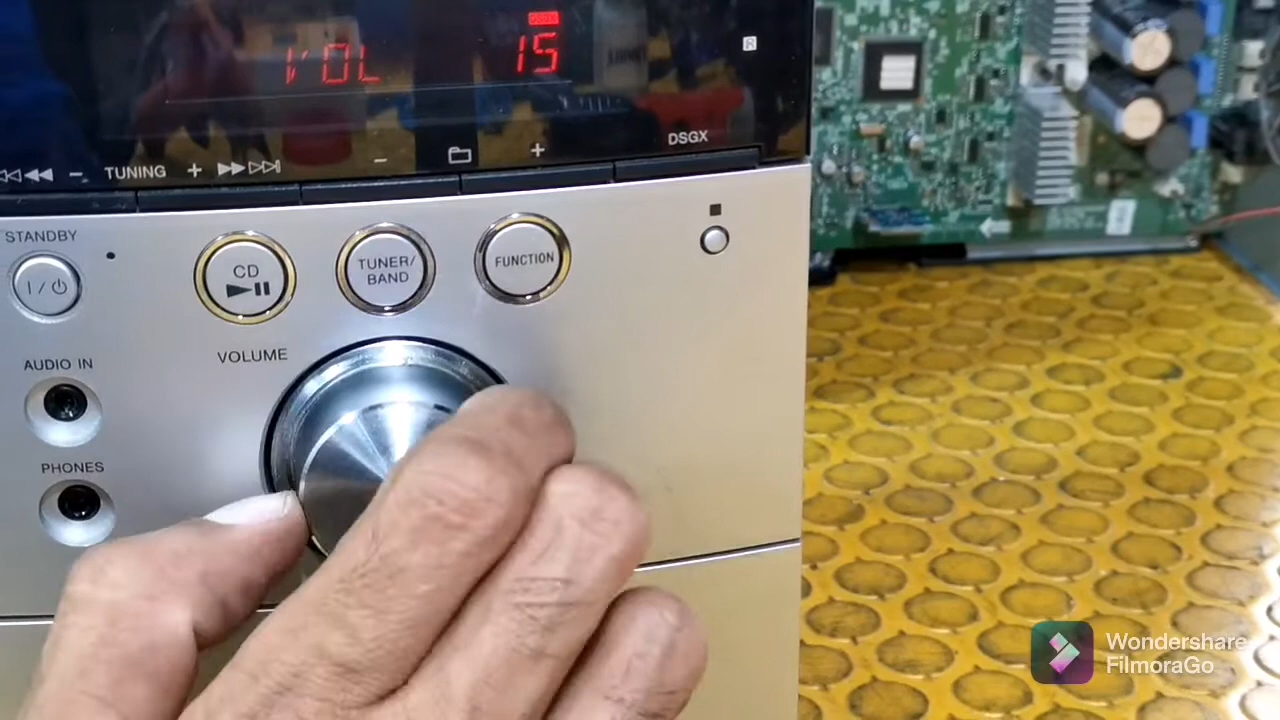 VOL 15
TUNING + − + DSGX
STANDBY
I/⏻
CD
TUNER/
BAND
FUNCTION
VOLUME
AUDIO IN
PHONES
Wondershare
FilmoraGo